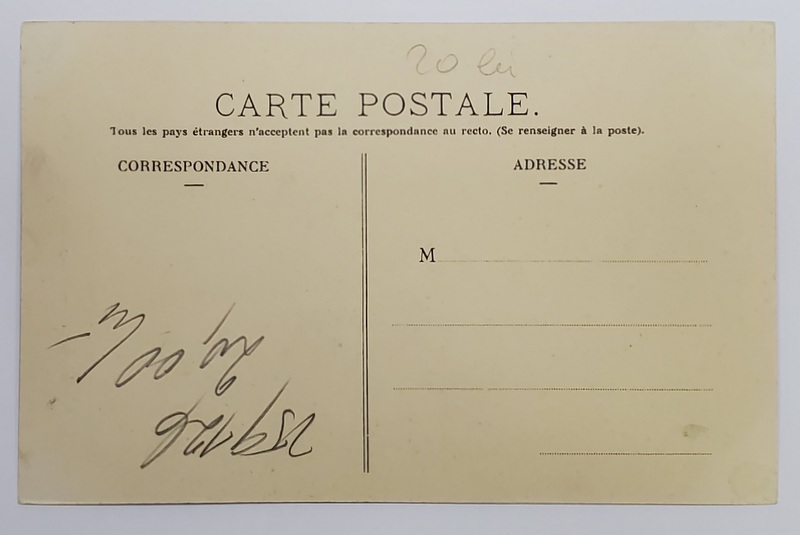 20 lei
CARTE POSTALE.
Tous les pays étrangers n'acceptent pas la correspondance au recto. (Se renseigner à la poste).
CORRESPONDANCE
ADRESSE
M